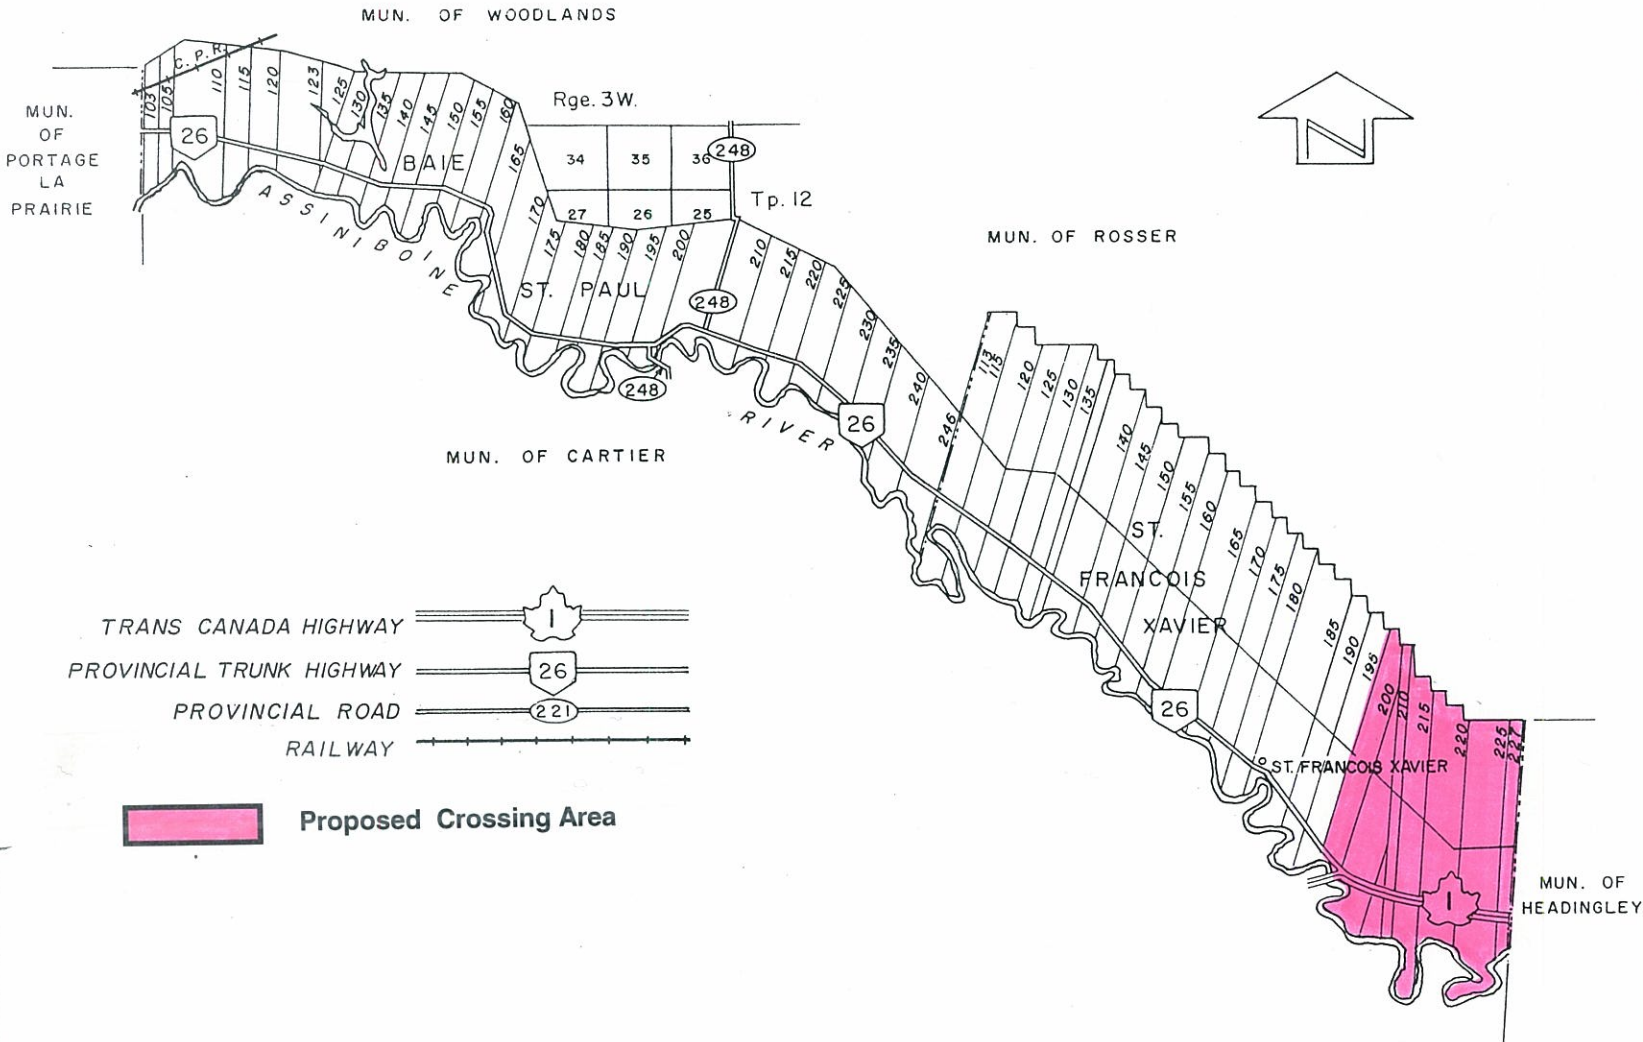 MUN. OF WOODLANDS
C. P. R.
103 105 110 115 120 123 125 130 135 140 145 150 155 160 165 170 175 180 185 190 195 200 210 215 220 225 230 235 240 246
MUN.
OF
PORTAGE
LA
PRAIRIE
26
BAIE
Rge. 3W.
34 35 36
248
27 26 25
Tp. 12
ASSINIBOINE
ST. PAUL
248
248
RIVER
26
MUN. OF ROSSER
N
MUN. OF CARTIER
113 115 120 125 130 135 140 145 150 155 160 165 170 175 180 185 190 195 200 210 215 220 225 227
ST.
FRANCOIS
XAVIER
26
ST. FRANCOIS XAVIER
1
MUN. OF
HEADINGLEY
TRANS CANADA HIGHWAY 1
PROVINCIAL TRUNK HIGHWAY 26
PROVINCIAL ROAD 221
RAILWAY
Proposed Crossing Area